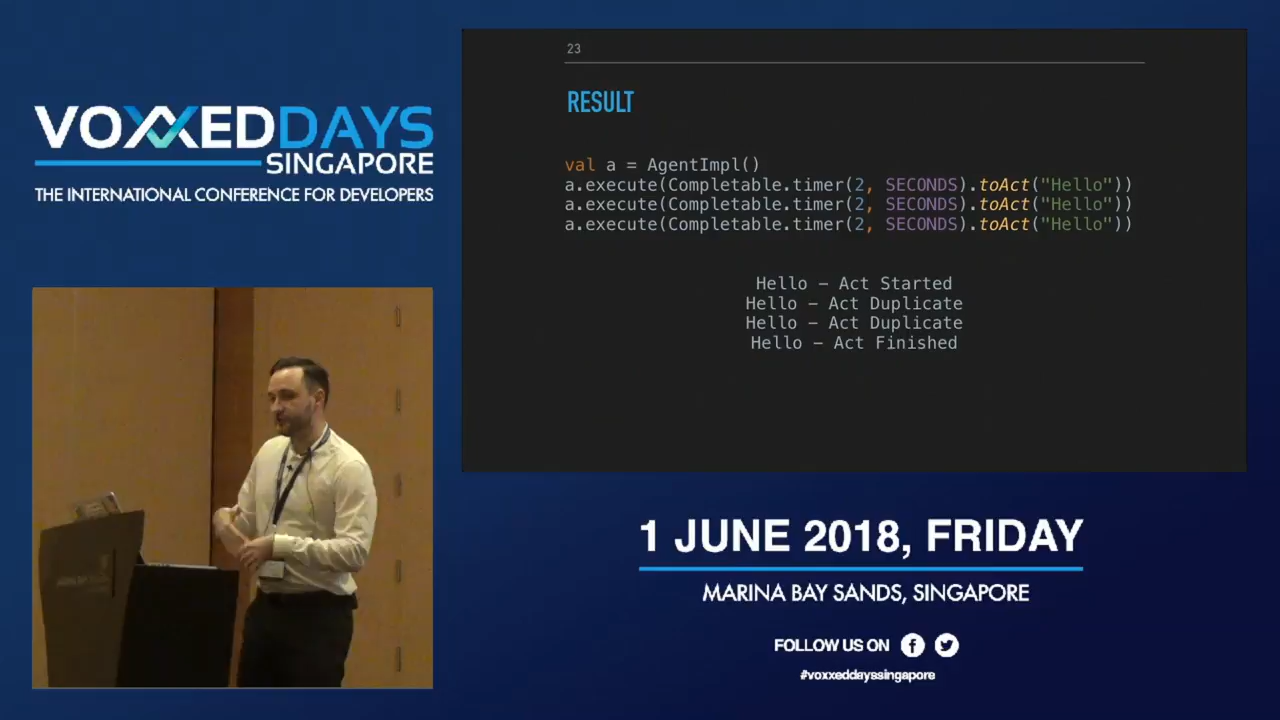 VOXXEDDAYS
SINGAPORE
THE INTERNATIONAL CONFERENCE FOR DEVELOPERS
23
RESULT
val a = AgentImpl()
a.execute(Completable.timer(2, SECONDS).toAct("Hello"))
a.execute(Completable.timer(2, SECONDS).toAct("Hello"))
a.execute(Completable.timer(2, SECONDS).toAct("Hello"))
Hello – Act Started
Hello – Act Duplicate
Hello – Act Duplicate
Hello – Act Finished
1 JUNE 2018, FRIDAY
MARINA BAY SANDS, SINGAPORE
FOLLOW US ON
#voxxeddayssingapore